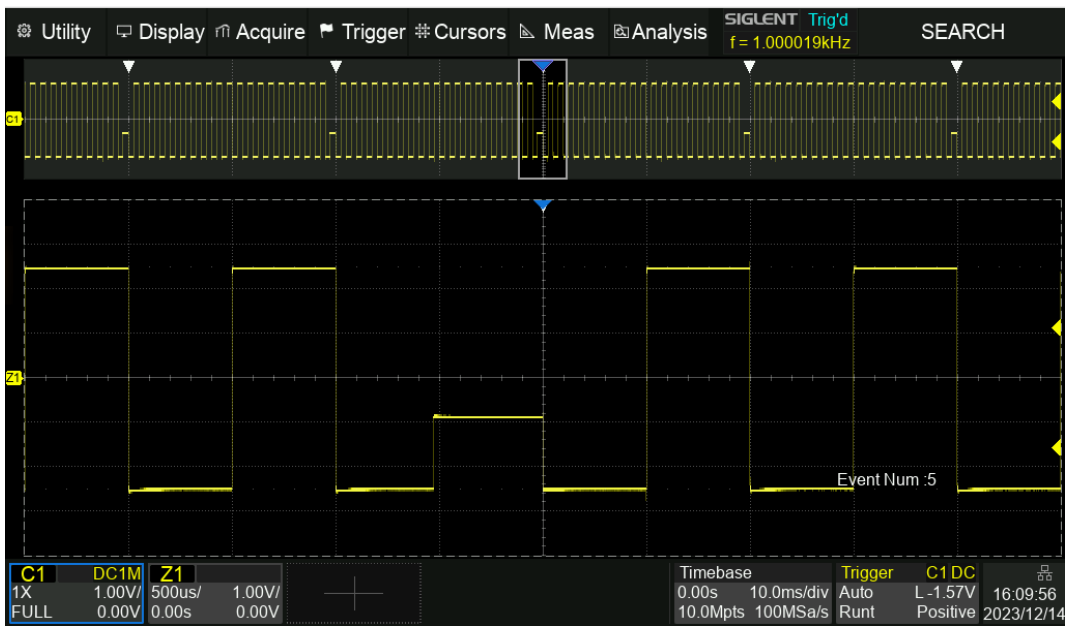 Utility Display Acquire Trigger Cursors Meas Analysis SIGLENT Trig'd SEARCH
f = 1.000019kHz
C1
Z1
Event Num :5
C1 DC1M Z1 Timebase Trigger C1 DC
1X 1.00V/ 500us/ 1.00V/ 0.00s 10.0ms/div Auto L -1.57V 16:09:56
FULL 0.00V 0.00s 0.00V 10.0Mpts 100MSa/s Runt Positive 2023/12/14